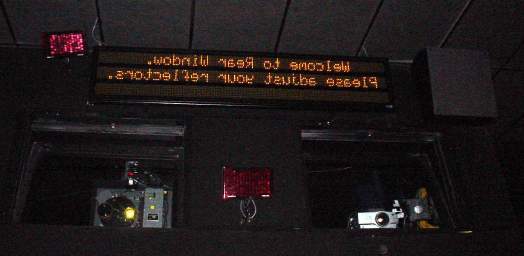 Welcome to Rear Window.
Please adjust your reflectors.